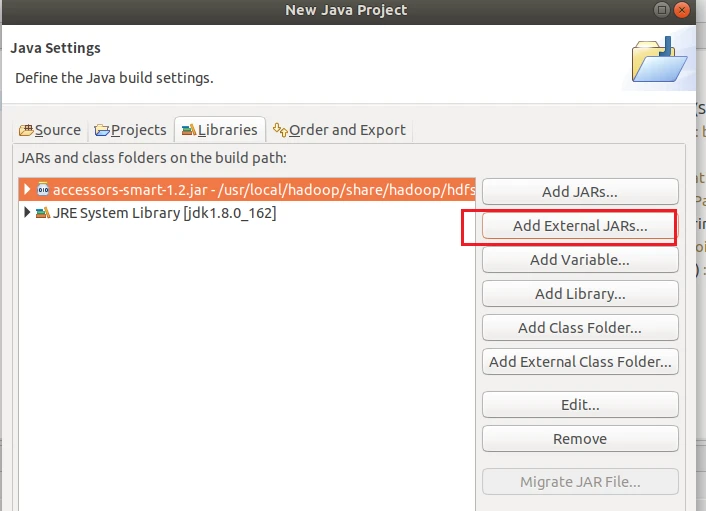 New Java Project
Java Settings
Define the Java build settings.
Source Projects Libraries Order and Export
JARs and class folders on the build path:
accessors-smart-1.2.jar - /usr/local/hadoop/share/hadoop/hdfs
JRE System Library [jdk1.8.0_162]
Add JARs...
Add External JARs...
Add Variable...
Add Library...
Add Class Folder...
Add External Class Folder...
Edit...
Remove
Migrate JAR File...